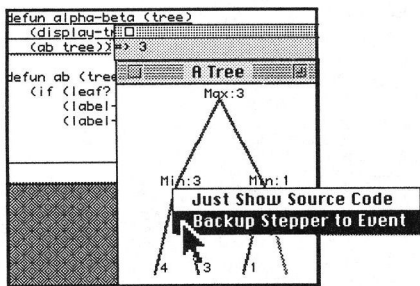 defun alpha-beta (tree)
(display-tr
(ab tree))
=> 3
defun ab (tree
(if (leaf?
(label-
(label-
A Tree
Max:3
Min:3 Min:1
Just Show Source Code
Backup Stepper to Event
4 3 1